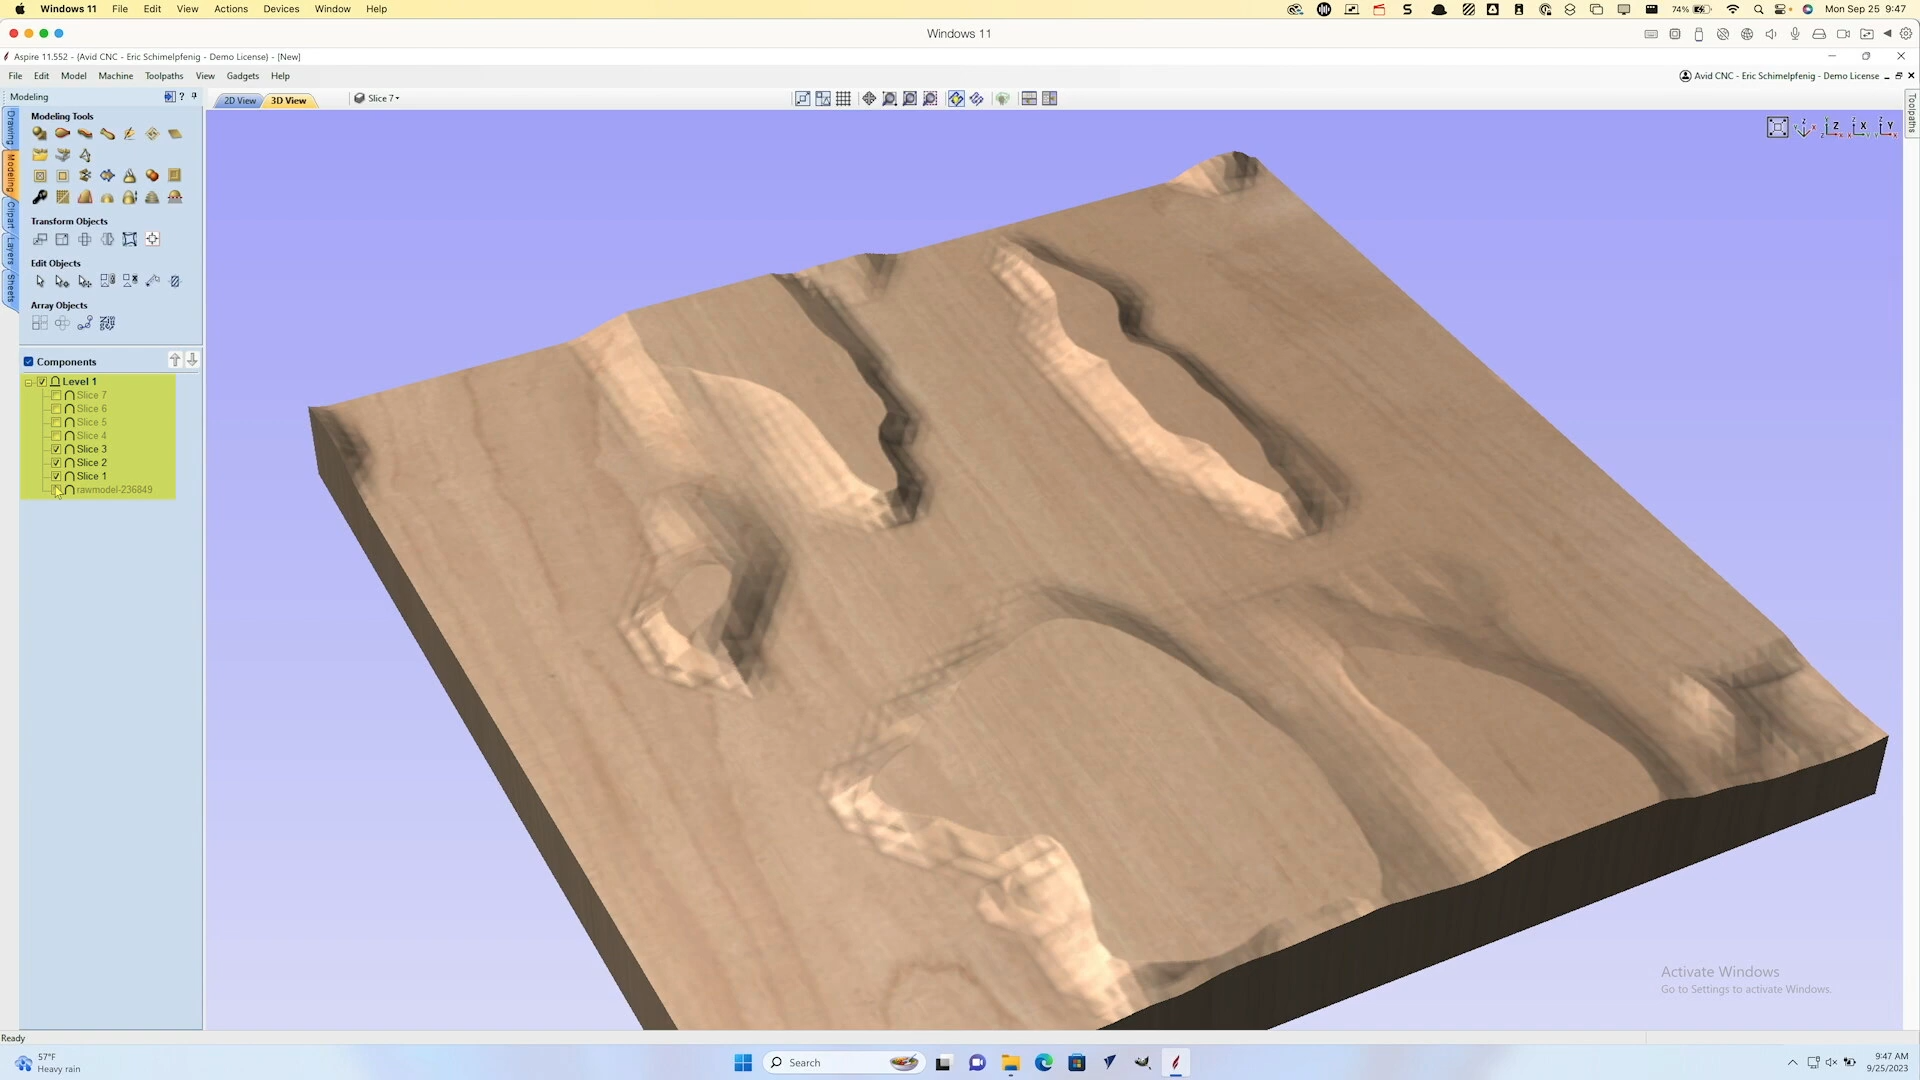 Windows 11 File Edit View Actions Devices Window Help
74% Mon Sep 25 9:47
Windows 11
Aspire 11.552 - {Avid CNC - Eric Schimelpfenig - Demo License} - [New]
File Edit Model Machine Toolpaths View Gadgets Help
Avid CNC - Eric Schimelpfenig - Demo License
Modeling
2D View 3D View Slice 7
Drawing
Modeling
Clipart
Layers
Sheets
Toolpaths
Modeling Tools
Transform Objects
Edit Objects
Array Objects
Components
Level 1
Slice 7
Slice 6
Slice 5
Slice 4
Slice 3
Slice 2
Slice 1
rawmodel-236849
Activate Windows
Go to Settings to activate Windows.
Ready
57°F
Heavy rain
Search
9:47 AM
9/25/2023